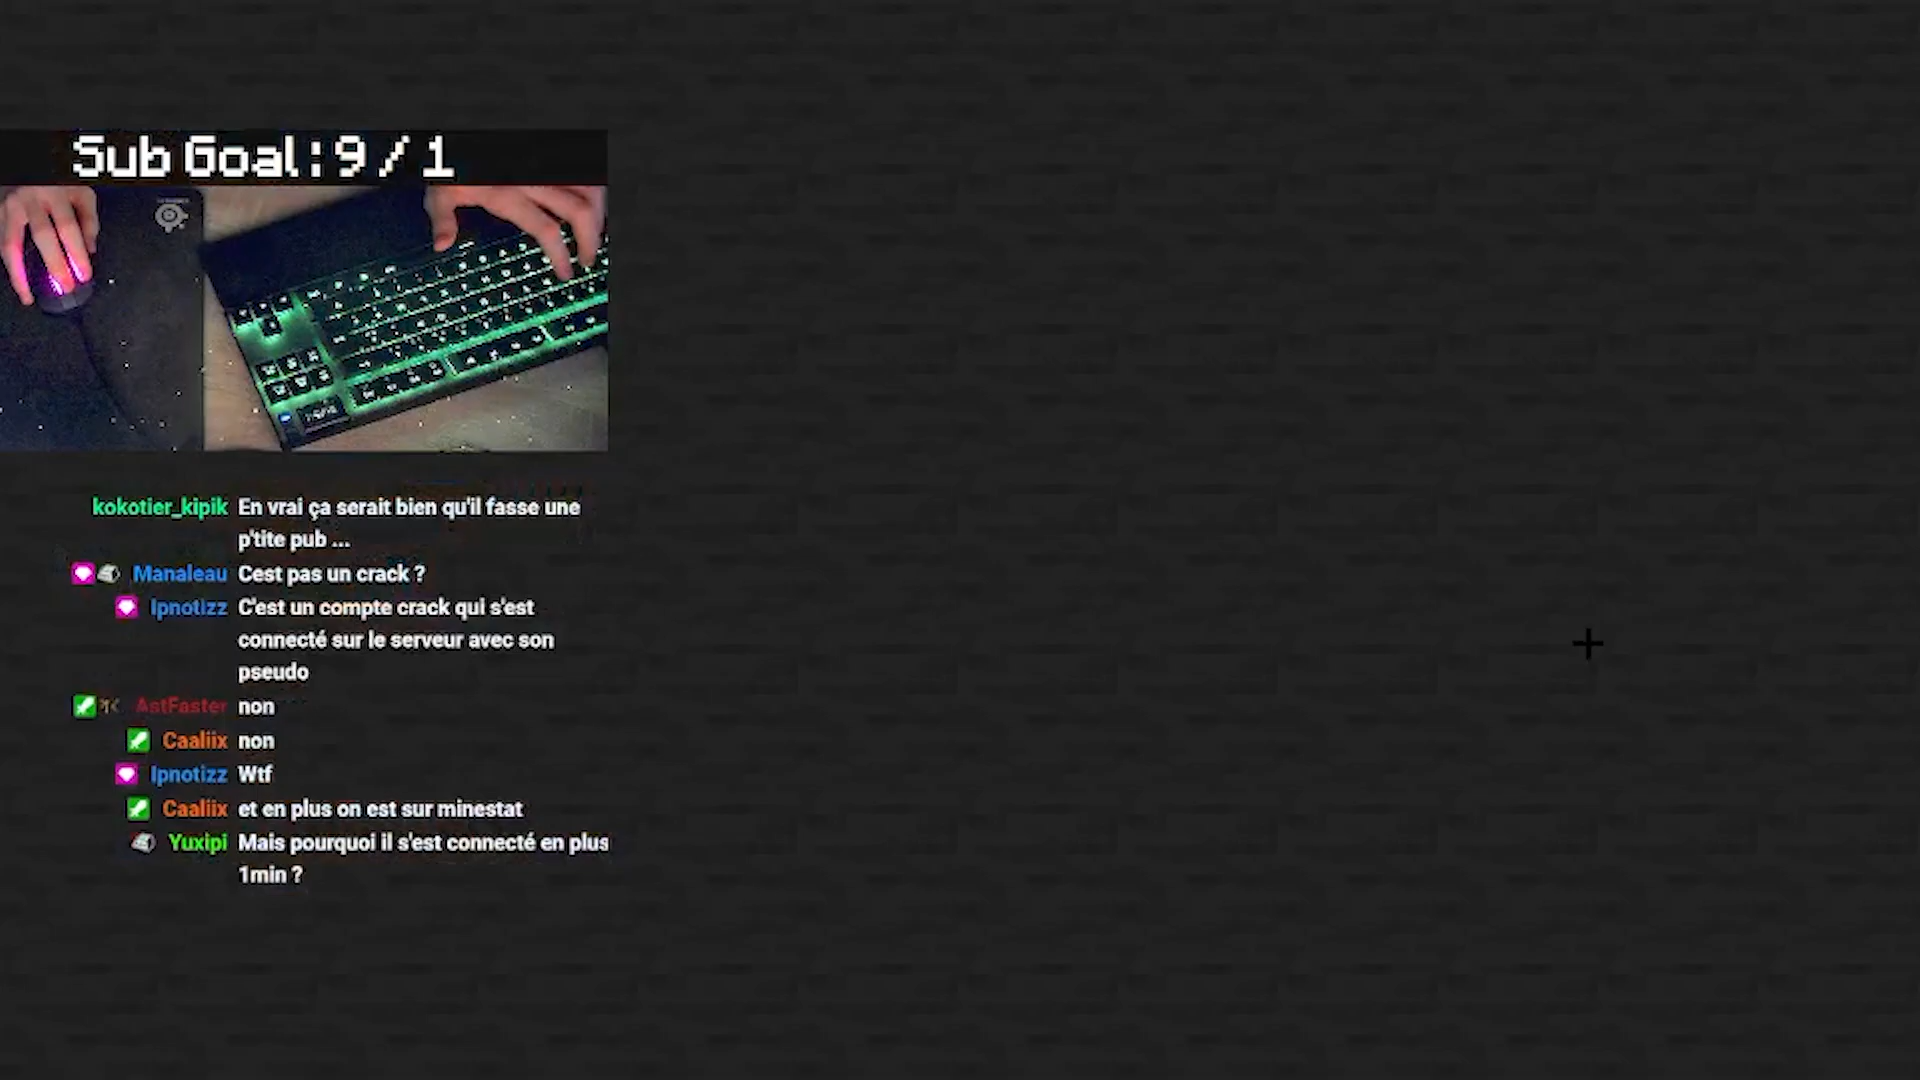 Sub Goal : 9 / 1
kokotier_kipik En vrai ça serait bien qu'il fasse une
p'tite pub ...
Manaleau Cest pas un crack ?
Ipnotizz C'est un compte crack qui s'est
connecté sur le serveur avec son
pseudo
AstFaster non
Caaliix non
Ipnotizz Wtf
Caaliix et en plus on est sur minestat
Yuxipi Mais pourquoi il s'est connecté en plus
1min ?